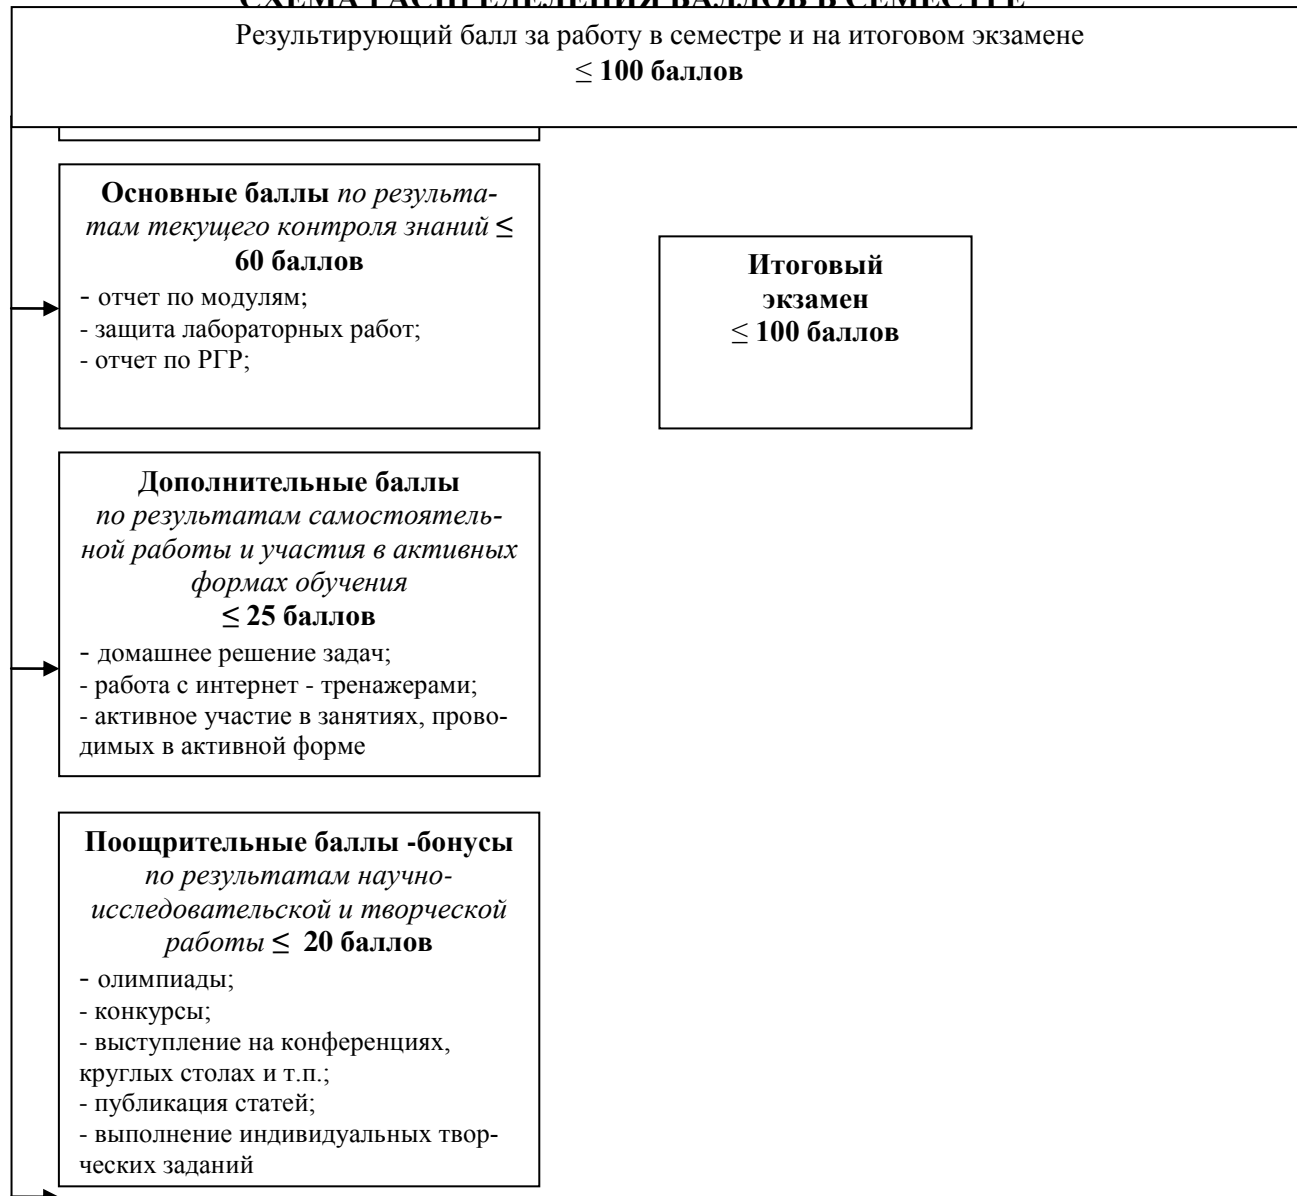 СХЕМА РАСПРЕДЕЛЕНИЯ БАЛЛОВ В СЕМЕСТРЕ
Результирующий балл за работу в семестре и на итоговом экзамене
≤ 100 баллов
Основные баллы по результа-
там текущего контроля знаний ≤
60 баллов
- отчет по модулям;
- защита лабораторных работ;
- отчет по РГР;
Итоговый
экзамен
≤ 100 баллов
Дополнительные баллы
по результатам самостоятель-
ной работы и участия в активных
формах обучения
≤ 25 баллов
- домашнее решение задач;
- работа с интернет - тренажерами;
- активное участие в занятиях, прово-
димых в активной форме
Поощрительные баллы -бонусы
по результатам научно-
исследовательской и творческой
работы ≤ 20 баллов
- олимпиады;
- конкурсы;
- выступление на конференциях,
круглых столах и т.п.;
- публикация статей;
- выполнение индивидуальных твор-
ческих заданий